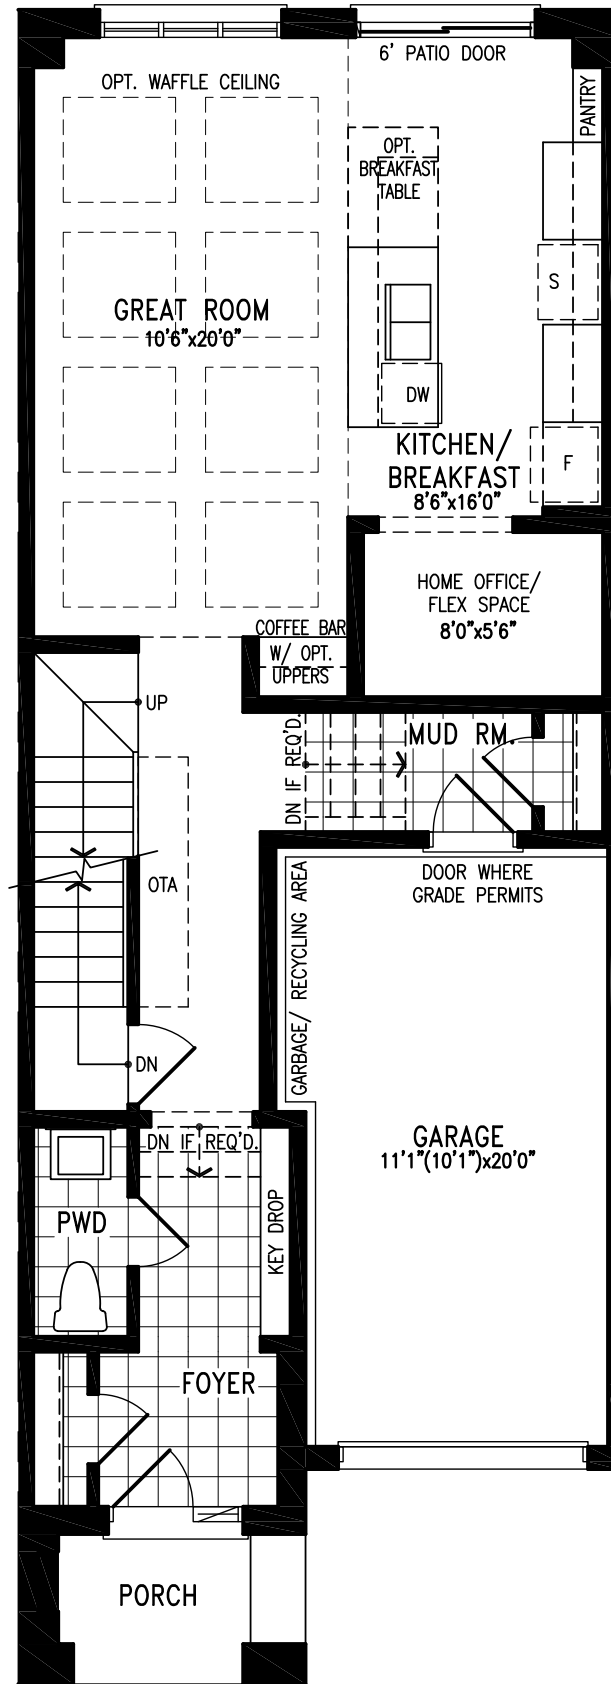 6' PATIO DOOR
OPT. WAFFLE CEILING
PANTRY
OPT.
BREAKFAST
TABLE
S
GREAT ROOM
10'6"x20'0"
DW
KITCHEN/
BREAKFAST
8'6"x16'0"
F
HOME OFFICE/
FLEX SPACE
8'0"x5'6"
COFFEE BAR
W/ OPT.
UPPERS
UP
DN IF REQ'D.
MUD RM.
OTA
DOOR WHERE
GRADE PERMITS
GARBAGE/ RECYCLING AREA
DN
DN IF REQ'D.
GARAGE
11'1"(10'1")x20'0"
PWD
KEY DROP
FOYER
PORCH